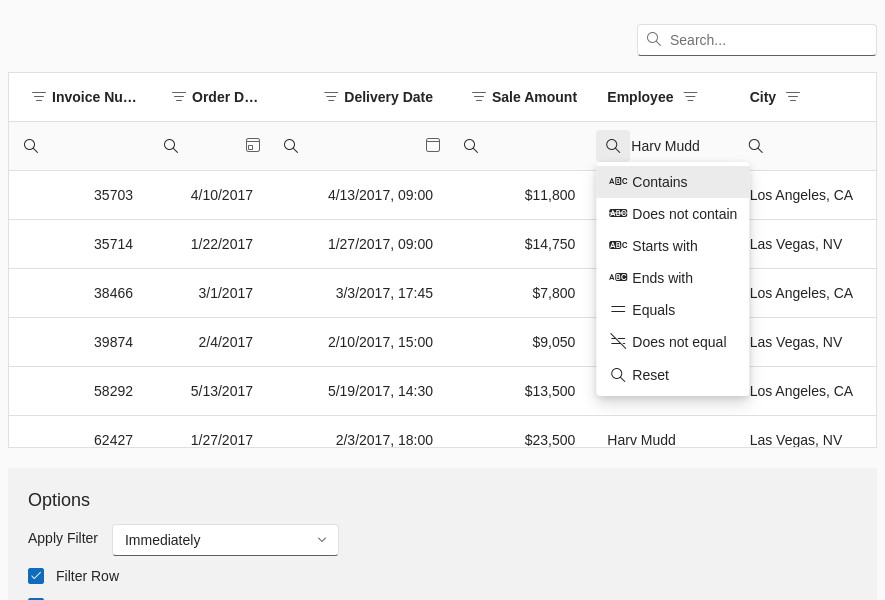 Search...
Invoice Nu... Order D... Delivery Date Sale Amount Employee City
Harv Mudd
35703 4/10/2017 4/13/2017, 09:00 $11,800 Los Angeles, CA
35714 1/22/2017 1/27/2017, 09:00 $14,750 Las Vegas, NV
38466 3/1/2017 3/3/2017, 17:45 $7,800 Los Angeles, CA
39874 2/4/2017 2/10/2017, 15:00 $9,050 Las Vegas, NV
58292 5/13/2017 5/19/2017, 14:30 $13,500 Los Angeles, CA
62427 1/27/2017 2/3/2017, 18:00 $23,500 Harv Mudd Las Vegas, NV
ABC Contains
ABC Does not contain
ABC Starts with
ABC Ends with
Equals
Does not equal
Reset
Options
Apply Filter Immediately
Filter Row